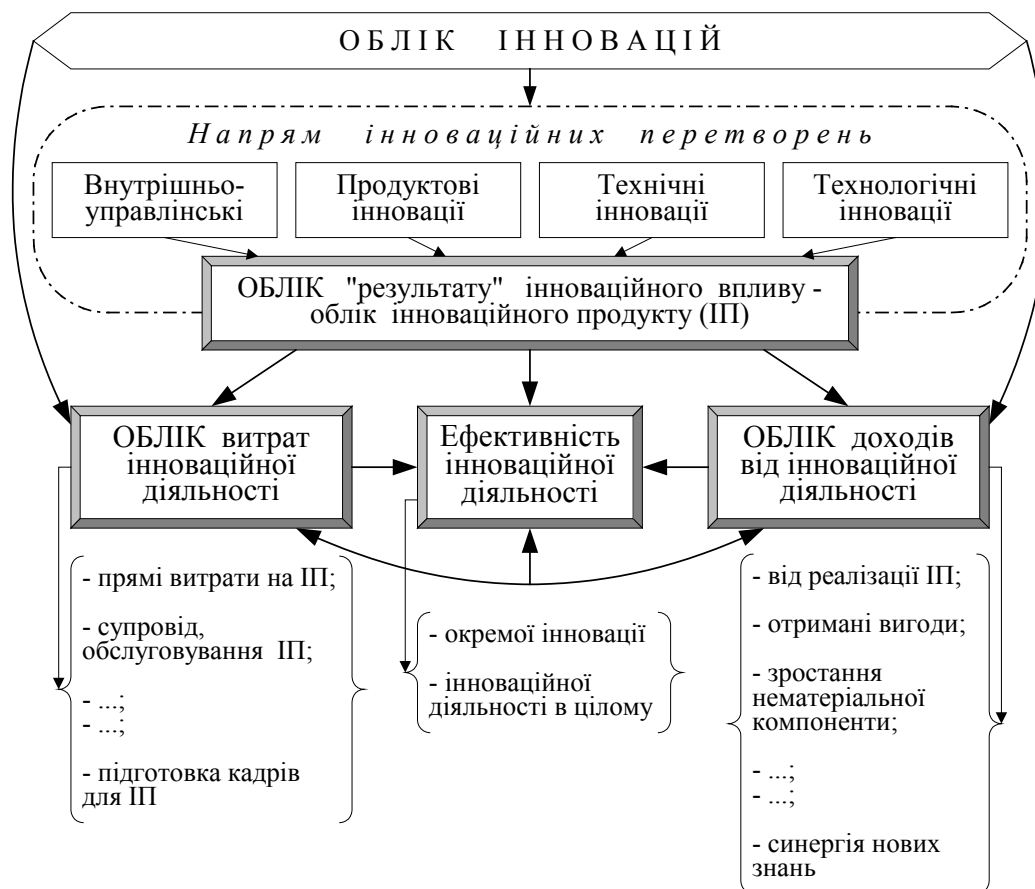 ОБЛІК ІННОВАЦІЙ
Напрям інноваційних перетворень
Внутрішньо-
управлінські
Продуктові
інновації
Технічні
інновації
Технологічні
інновації
ОБЛІК "результату" інноваційного впливу -
облік інноваційного продукту (ІП)
ОБЛІК витрат
інноваційної
діяльності
Ефективність
інноваційної
діяльності
ОБЛІК доходів
від інноваційної
діяльності
- прямі витрати на ІП;
- супровід,
обслуговування ІП;
- ...;
- ...;
- підготовка кадрів
для ІП
- окремої інновації
- інноваційної
діяльності в цілому
- від реалізації ІП;
- отримані вигоди;
- зростання
нематеріальної
компоненти;
- ...;
- ...;
- синергія нових
знань